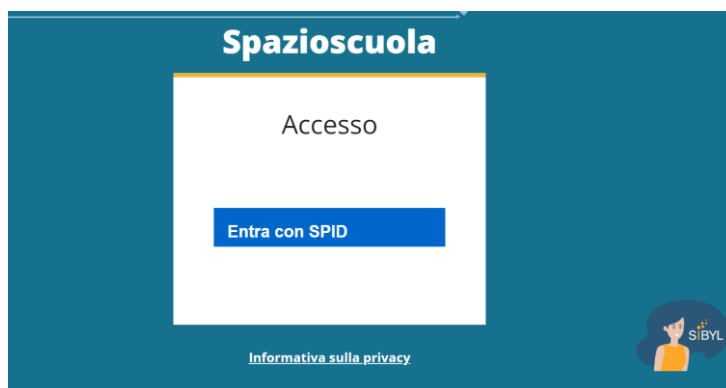 Spazioscuola
Accesso
Entra con SPID
SiBYL
Informativa sulla privacy